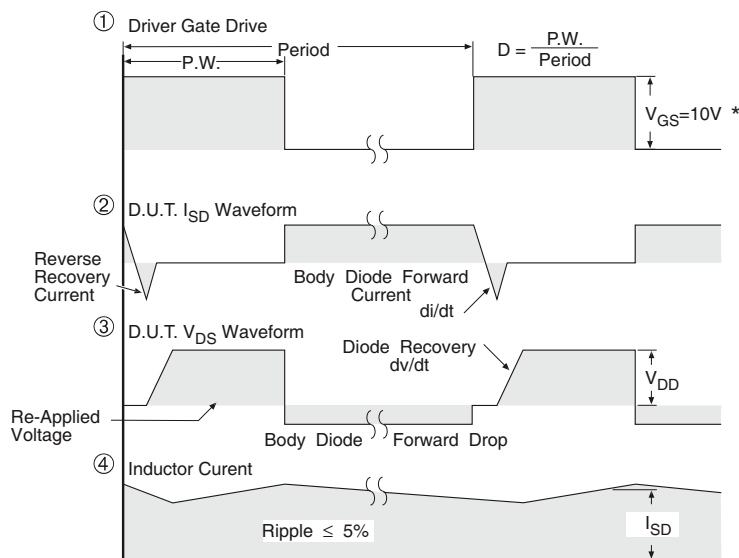 ① Driver Gate Drive
Period
P.W.
D = P.W.
Period
V_GS=10V *
② D.U.T. I_SD Waveform
Reverse
Recovery
Current
Body Diode Forward
Current
di/dt
③ D.U.T. V_DS Waveform
Diode Recovery
dv/dt
V_DD
Re-Applied
Voltage
Body Diode Forward Drop
④ Inductor Curent
Ripple ≤ 5%
I_SD